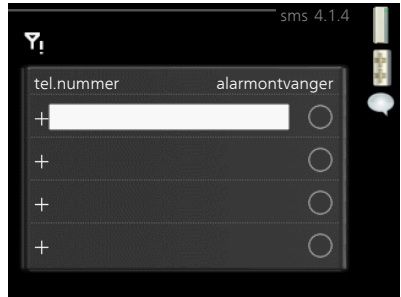 sms 4.1.4
tel.nummer alarmontvanger
+
+
+
+